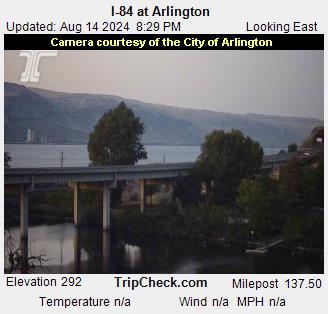 I-84 at Arlington
Updated: Aug 14 2024 8:29 PM Looking East
Camera courtesy of the City of Arlington
Elevation 292 TripCheck.com Milepost 137.50
Temperature n/a Wind n/a MPH n/a